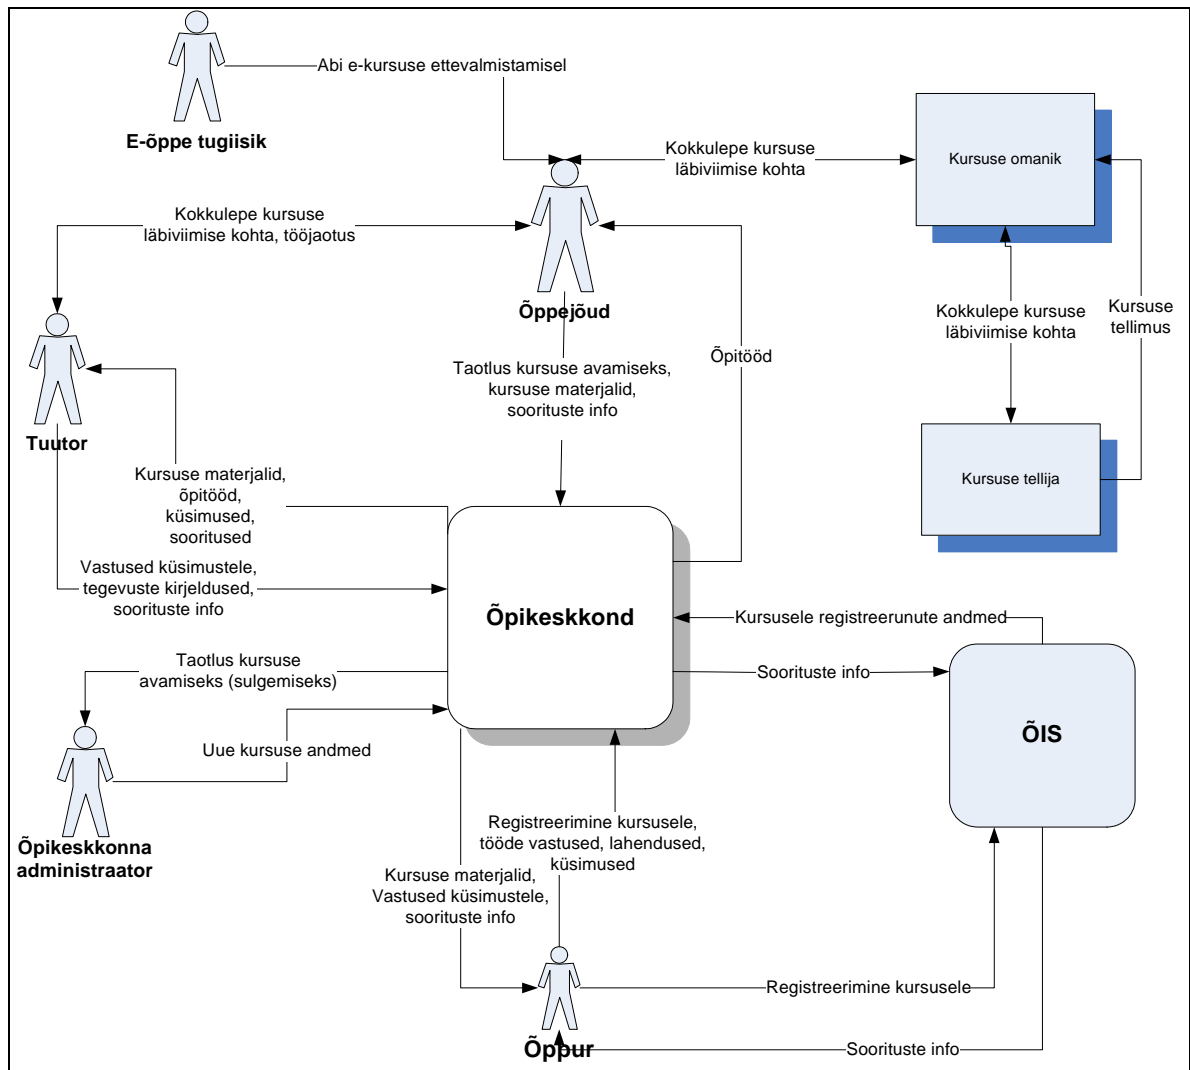 Abi e-kursuse ettevalmistamisel
E-õppe tugiisik
Kokkulepe kursuse
läbiviimise kohta
Kursuse omanik
Kokkulepe kursuse
läbiviimise kohta, tööjaotus
Õppejõud
Kokkulepe kursuse
läbiviimise kohta
Kursuse
tellimus
Tuutor
Taotlus kursuse avamiseks,
kursuse materjalid,
soorituste info
Õpitööd
Kursuse tellija
Kursuse materjalid,
õpitööd,
küsimused,
sooritused
Vastused küsimustele,
tegevuste kirjeldused,
soorituste info
Õpikeskkond
Kursusele registreerunute andmed
Taotlus kursuse
avamiseks (sulgemiseks)
Soorituste info
ÕIS
Uue kursuse andmed
Õpikeskkonna
administraator
Registreerimine kursusele,
tööde vastused, lahendused,
küsimused
Kursuse materjalid,
Vastused küsimustele,
soorituste info
Registreerimine kursusele
Õppur
Soorituste info